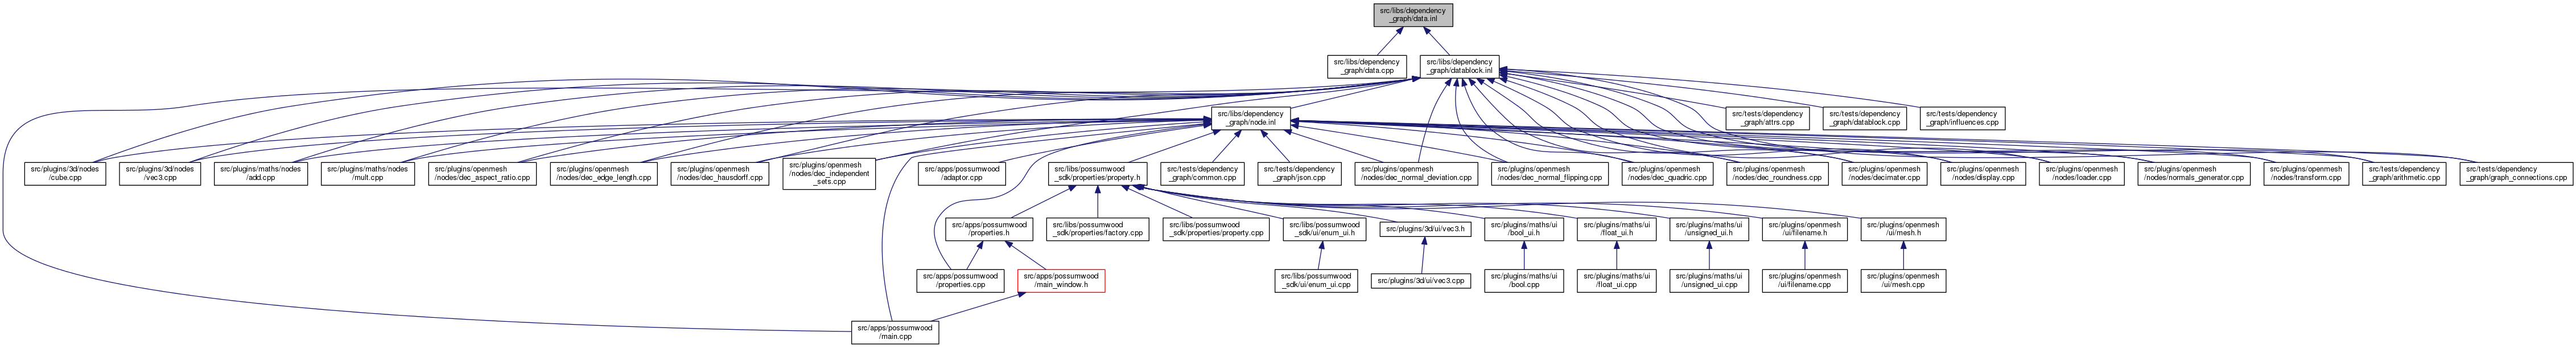 src/libs/dependency
_graph/data.inl
src/libs/dependency
_graph/data.cpp
src/libs/dependency
_graph/datablock.inl
src/libs/dependency
_graph/node.inl
src/tests/dependency
_graph/attrs.cpp
src/tests/dependency
_graph/datablock.cpp
src/tests/dependency
_graph/influences.cpp
src/plugins/3d/nodes
/cube.cpp
src/plugins/3d/nodes
/vec3.cpp
src/plugins/maths/nodes
/add.cpp
src/plugins/maths/nodes
/mult.cpp
src/plugins/openmesh
/nodes/dec_aspect_ratio.cpp
src/plugins/openmesh
/nodes/dec_edge_length.cpp
src/plugins/openmesh
/nodes/dec_hausdorff.cpp
src/plugins/openmesh
/nodes/dec_independent
_sets.cpp
src/apps/possumwood
/adaptor.cpp
src/libs/possumwood
_sdk/properties/property.h
src/tests/dependency
_graph/common.cpp
src/tests/dependency
_graph/json.cpp
src/plugins/openmesh
/nodes/dec_normal_deviation.cpp
src/plugins/openmesh
/nodes/dec_normal_flipping.cpp
src/plugins/openmesh
/nodes/dec_quadric.cpp
src/plugins/openmesh
/nodes/dec_roundness.cpp
src/plugins/openmesh
/nodes/decimater.cpp
src/plugins/openmesh
/nodes/display.cpp
src/plugins/openmesh
/nodes/loader.cpp
src/plugins/openmesh
/nodes/normals_generator.cpp
src/plugins/openmesh
/nodes/transform.cpp
src/tests/dependency
_graph/arithmetic.cpp
src/tests/dependency
_graph/graph_connections.cpp
src/apps/possumwood
/properties.h
src/libs/possumwood
_sdk/properties/factory.cpp
src/libs/possumwood
_sdk/properties/property.cpp
src/libs/possumwood
_sdk/ui/enum_ui.h
src/plugins/3d/ui/vec3.h
src/plugins/maths/ui
/bool_ui.h
src/plugins/maths/ui
/float_ui.h
src/plugins/maths/ui
/unsigned_ui.h
src/plugins/openmesh
/ui/filename.h
src/plugins/openmesh
/ui/mesh.h
src/apps/possumwood
/properties.cpp
src/apps/possumwood
/main_window.h
src/libs/possumwood
_sdk/ui/enum_ui.cpp
src/plugins/3d/ui/vec3.cpp
src/plugins/maths/ui
/bool.cpp
src/plugins/maths/ui
/float_ui.cpp
src/plugins/maths/ui
/unsigned_ui.cpp
src/plugins/openmesh
/ui/filename.cpp
src/plugins/openmesh
/ui/mesh.cpp
src/apps/possumwood
/main.cpp